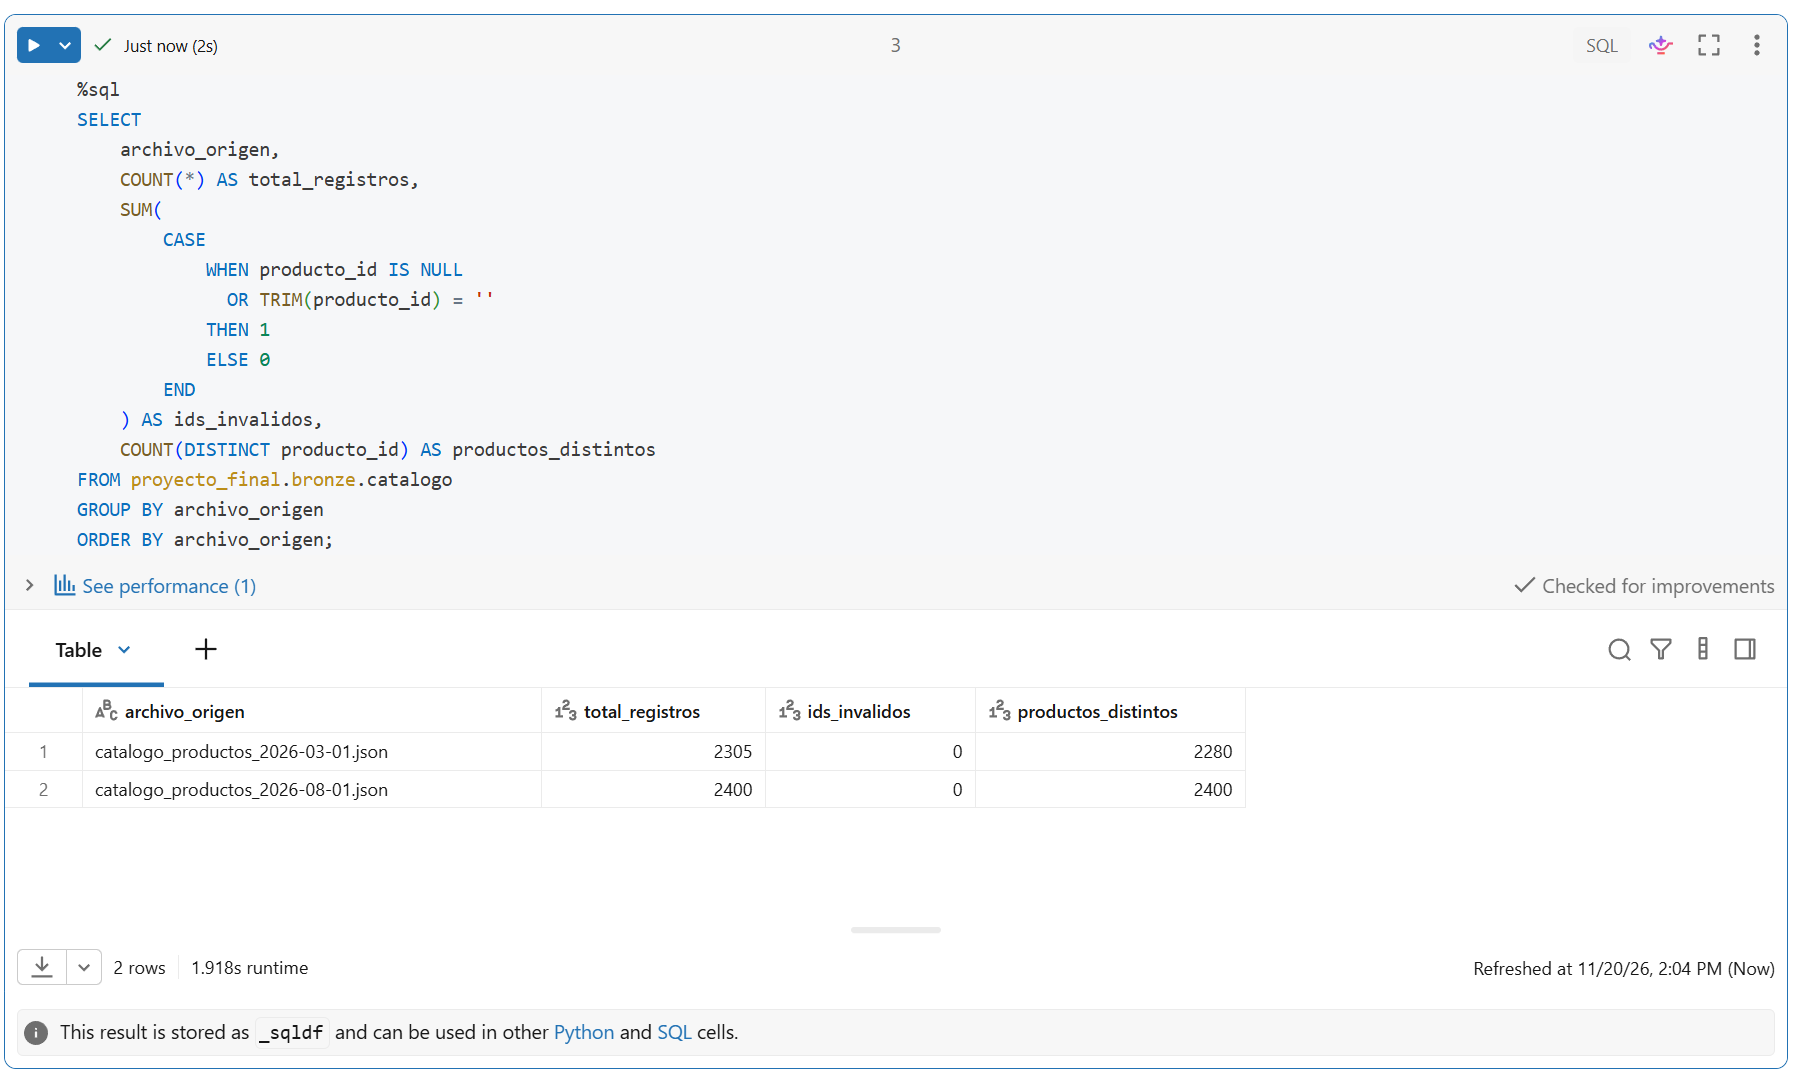 Just now (2s)
3
SQL
%sql
SELECT
archivo_origen,
COUNT(*) AS total_registros,
SUM(
CASE
WHEN producto_id IS NULL
OR TRIM(producto_id) = ''
THEN 1
ELSE 0
END
) AS ids_invalidos,
COUNT(DISTINCT producto_id) AS productos_distintos
FROM proyecto_final.bronze.catalogo
GROUP BY archivo_origen
ORDER BY archivo_origen;
See performance (1)
Checked for improvements
Table
archivo_origen total_registros ids_invalidos productos_distintos
1 catalogo_productos_2026-03-01.json 2305 0 2280
2 catalogo_productos_2026-08-01.json 2400 0 2400
2 rows 1.918s runtime
Refreshed at 11/20/26, 2:04 PM (Now)
This result is stored as _sqldf and can be used in other Python and SQL cells.